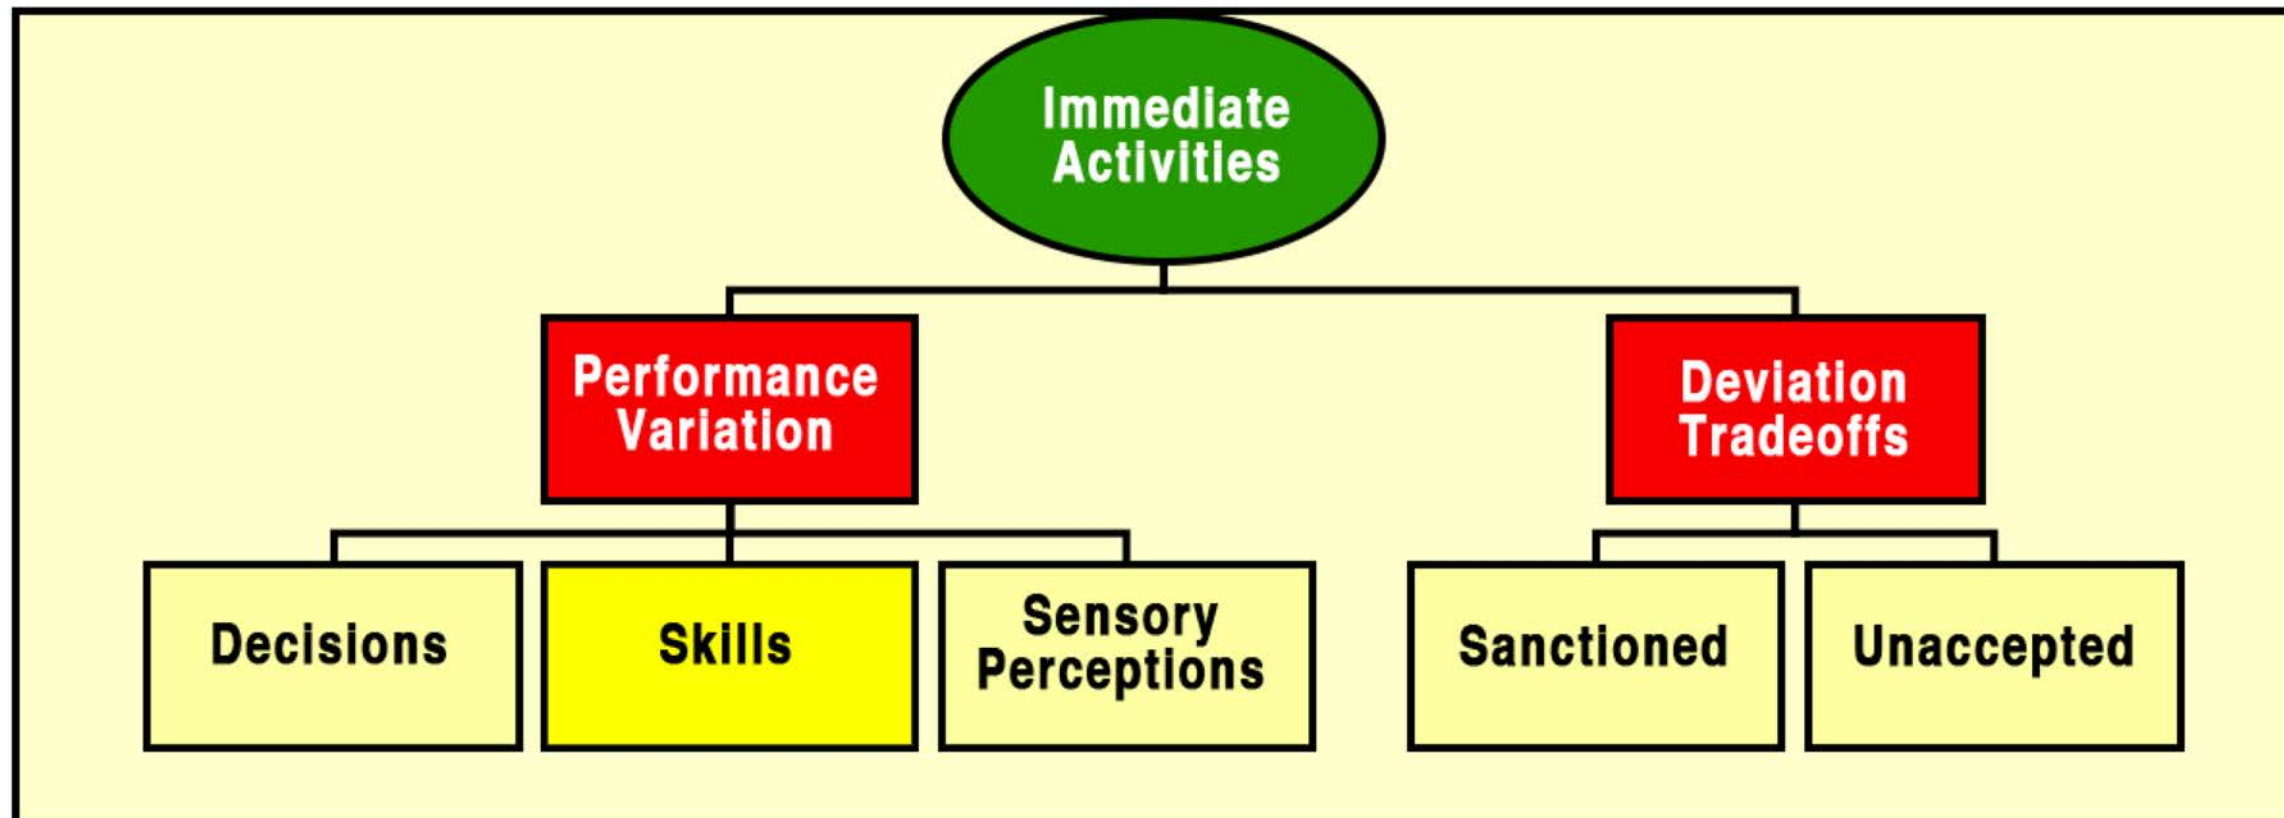 Immediate
Activities
Performance
Variation
Deviation
Tradeoffs
Decisions
Skills
Sensory
Perceptions
Sanctioned
Unaccepted